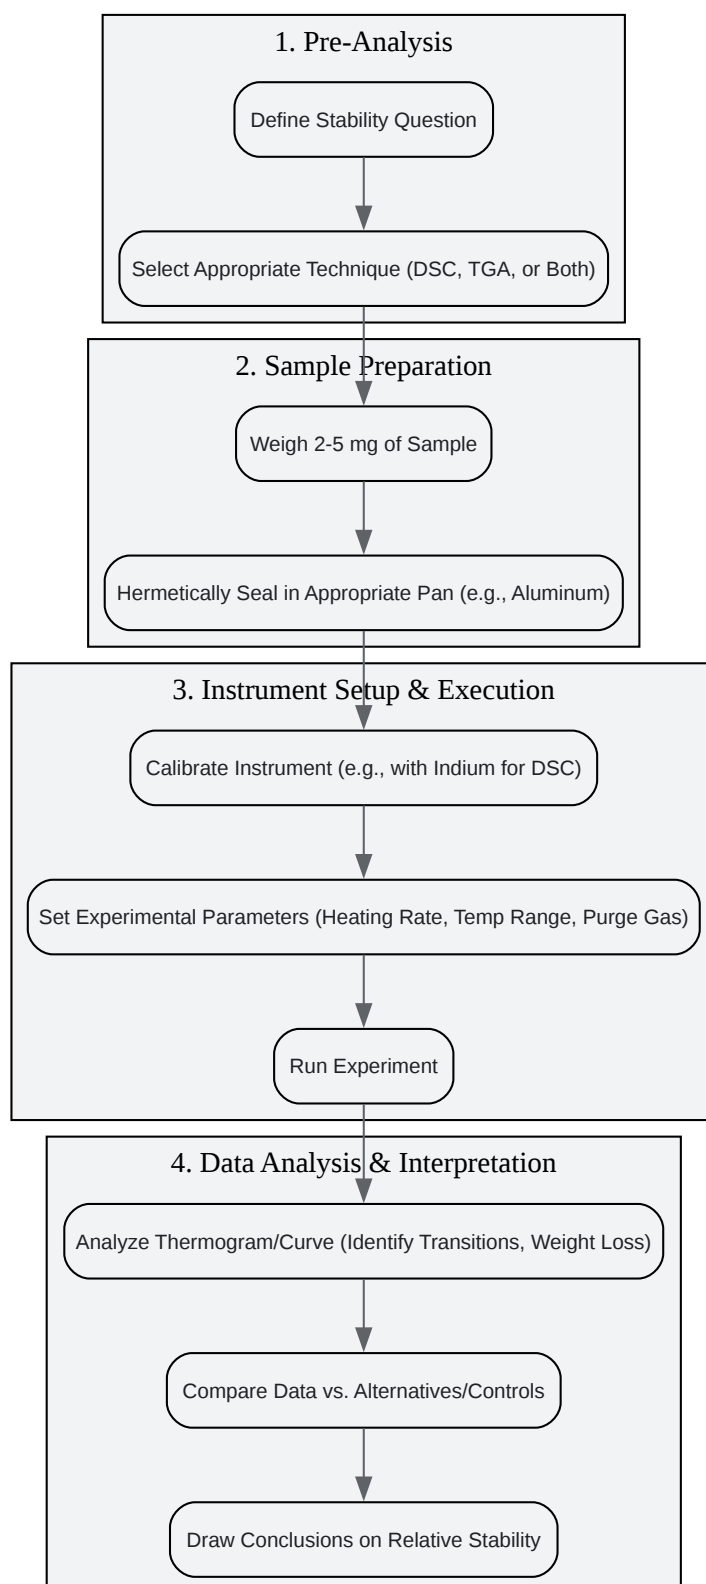 1. Pre-Analysis
Define Stability Question
Select Appropriate Technique (DSC, TGA, or Both)
2. Sample Preparation
Weigh 2-5 mg of Sample
Hermetically Seal in Appropriate Pan (e.g., Aluminum)
3. Instrument Setup & Execution
Calibrate Instrument (e.g., with Indium for DSC)
Set Experimental Parameters (Heating Rate, Temp Range, Purge Gas)
Run Experiment
4. Data Analysis & Interpretation
Analyze Thermogram/Curve (Identify Transitions, Weight Loss)
Compare Data vs. Alternatives/Controls
Draw Conclusions on Relative Stability